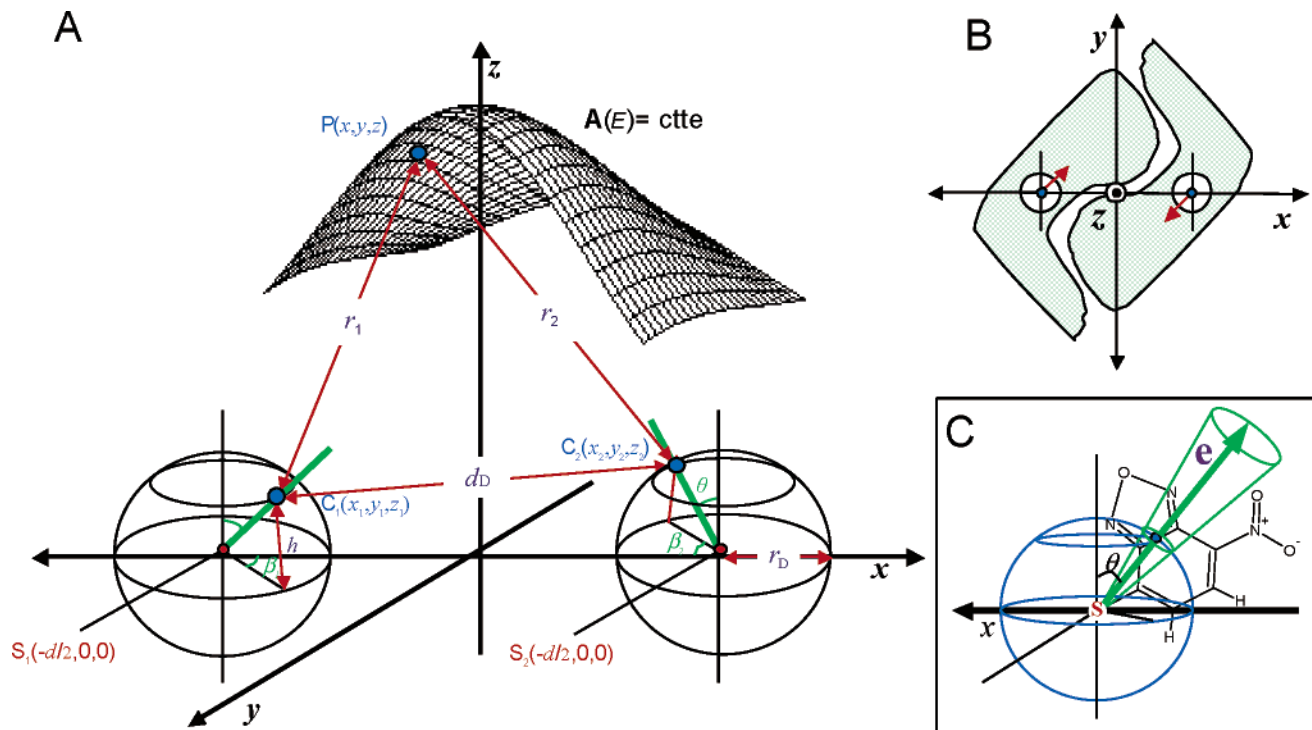 A
z
P(x,y,z)
A(E)= ctte
r1
r2
C2(x2,y2,z2)
dD
θ
C1(x1,y1,z1)
h
β
β2
rD
x
S1(-d/2,0,0)
S2(-d/2,0,0)
y
B
y
z
x
C
e
O
N
N
O
N+
O-
θ
S
H
H
x